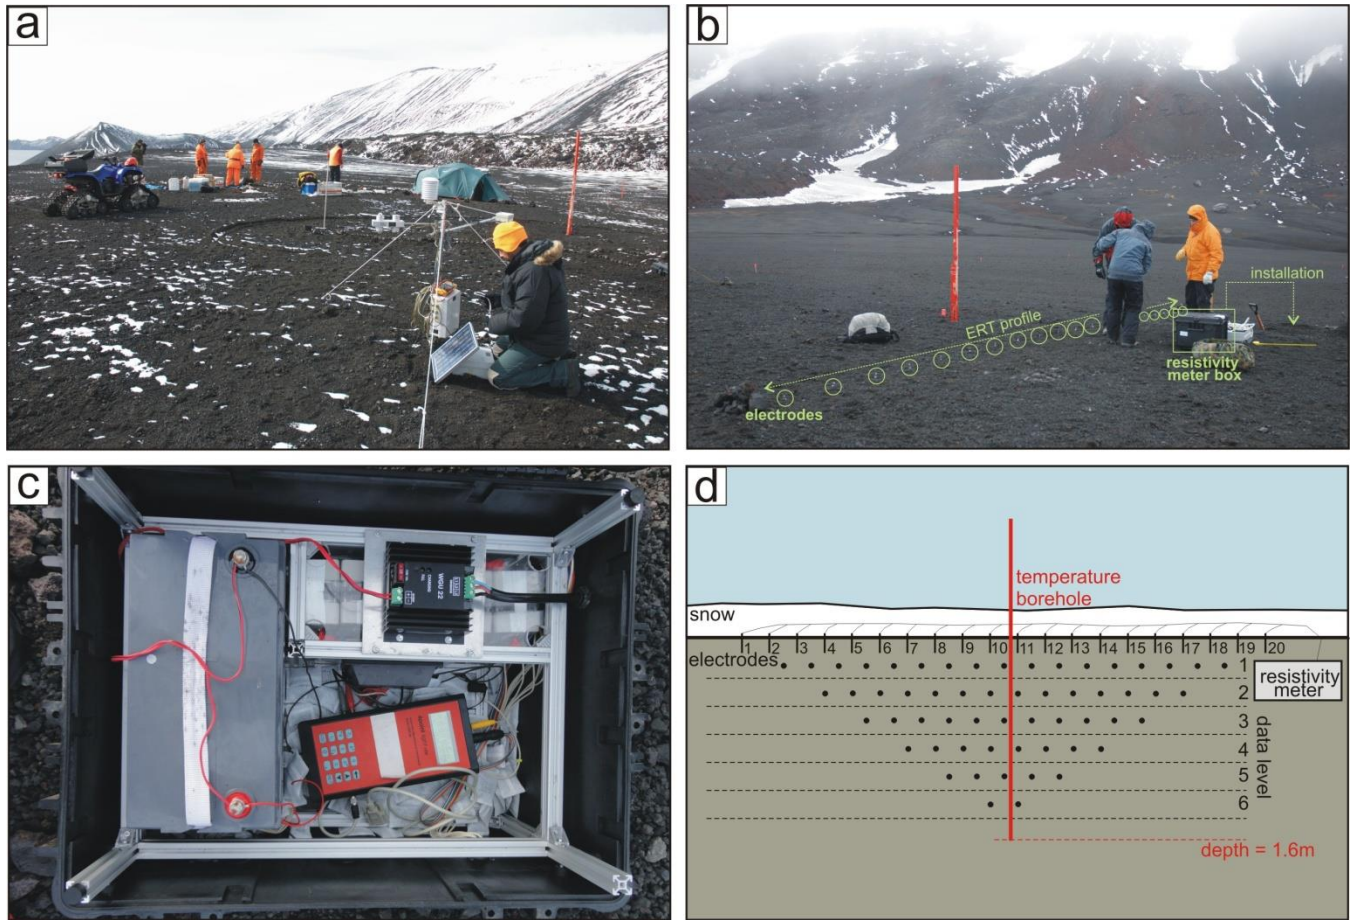 a
b
ERT profile
installation
resistivity
meter box
electrodes
c
WGU 22
d
temperature
borehole
snow
1 2 3 4 5 6 7 8 9 10 11 12 13 14 15 16 17 18 19 20
electrodes
1
resistivity
meter
2
3
4
5
6
data level
depth = 1.6m